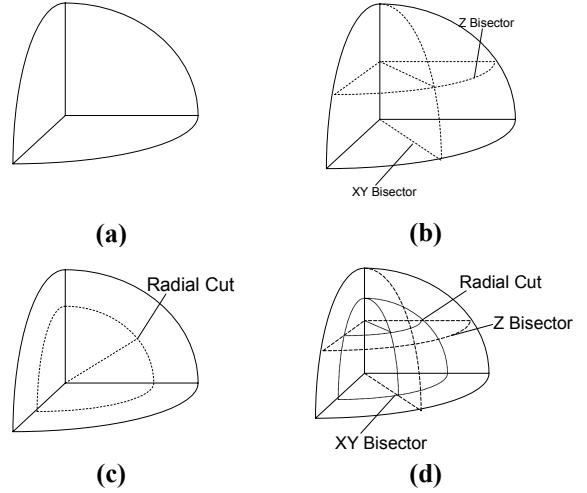 Z Bisector
XY Bisector
(a)
(b)
Radial Cut
Radial Cut
Z Bisector
XY Bisector
(c)
(d)